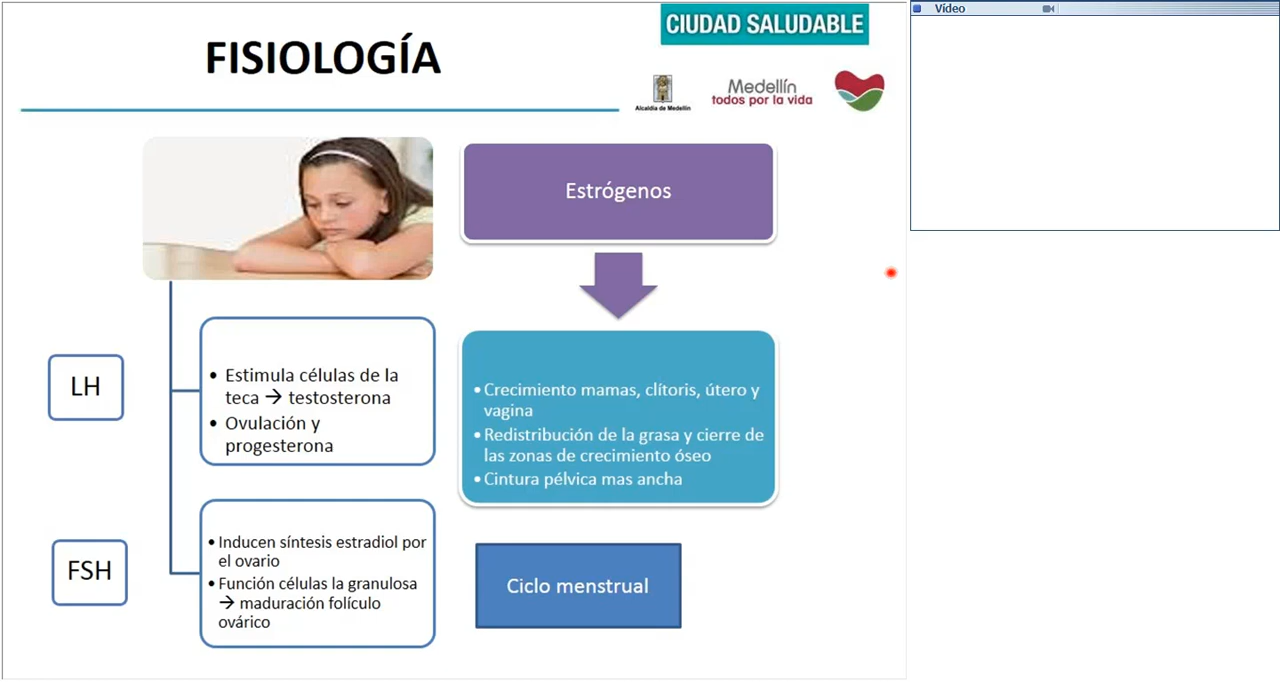 FISIOLOGÍA
CIUDAD SALUDABLE
Alcaldía de Medellín
Medellín
todos por la vida
Vídeo
Estrógenos
LH
• Estimula células de la
teca → testosterona
• Ovulación y
progesterona
• Crecimiento mamas, clítoris, útero y
vagina
• Redistribución de la grasa y cierre de
las zonas de crecimiento óseo
• Cintura pélvica mas ancha
FSH
• Inducen síntesis estradiol por
el ovario
• Función células la granulosa
→ maduración folículo
ovárico
Ciclo menstrual